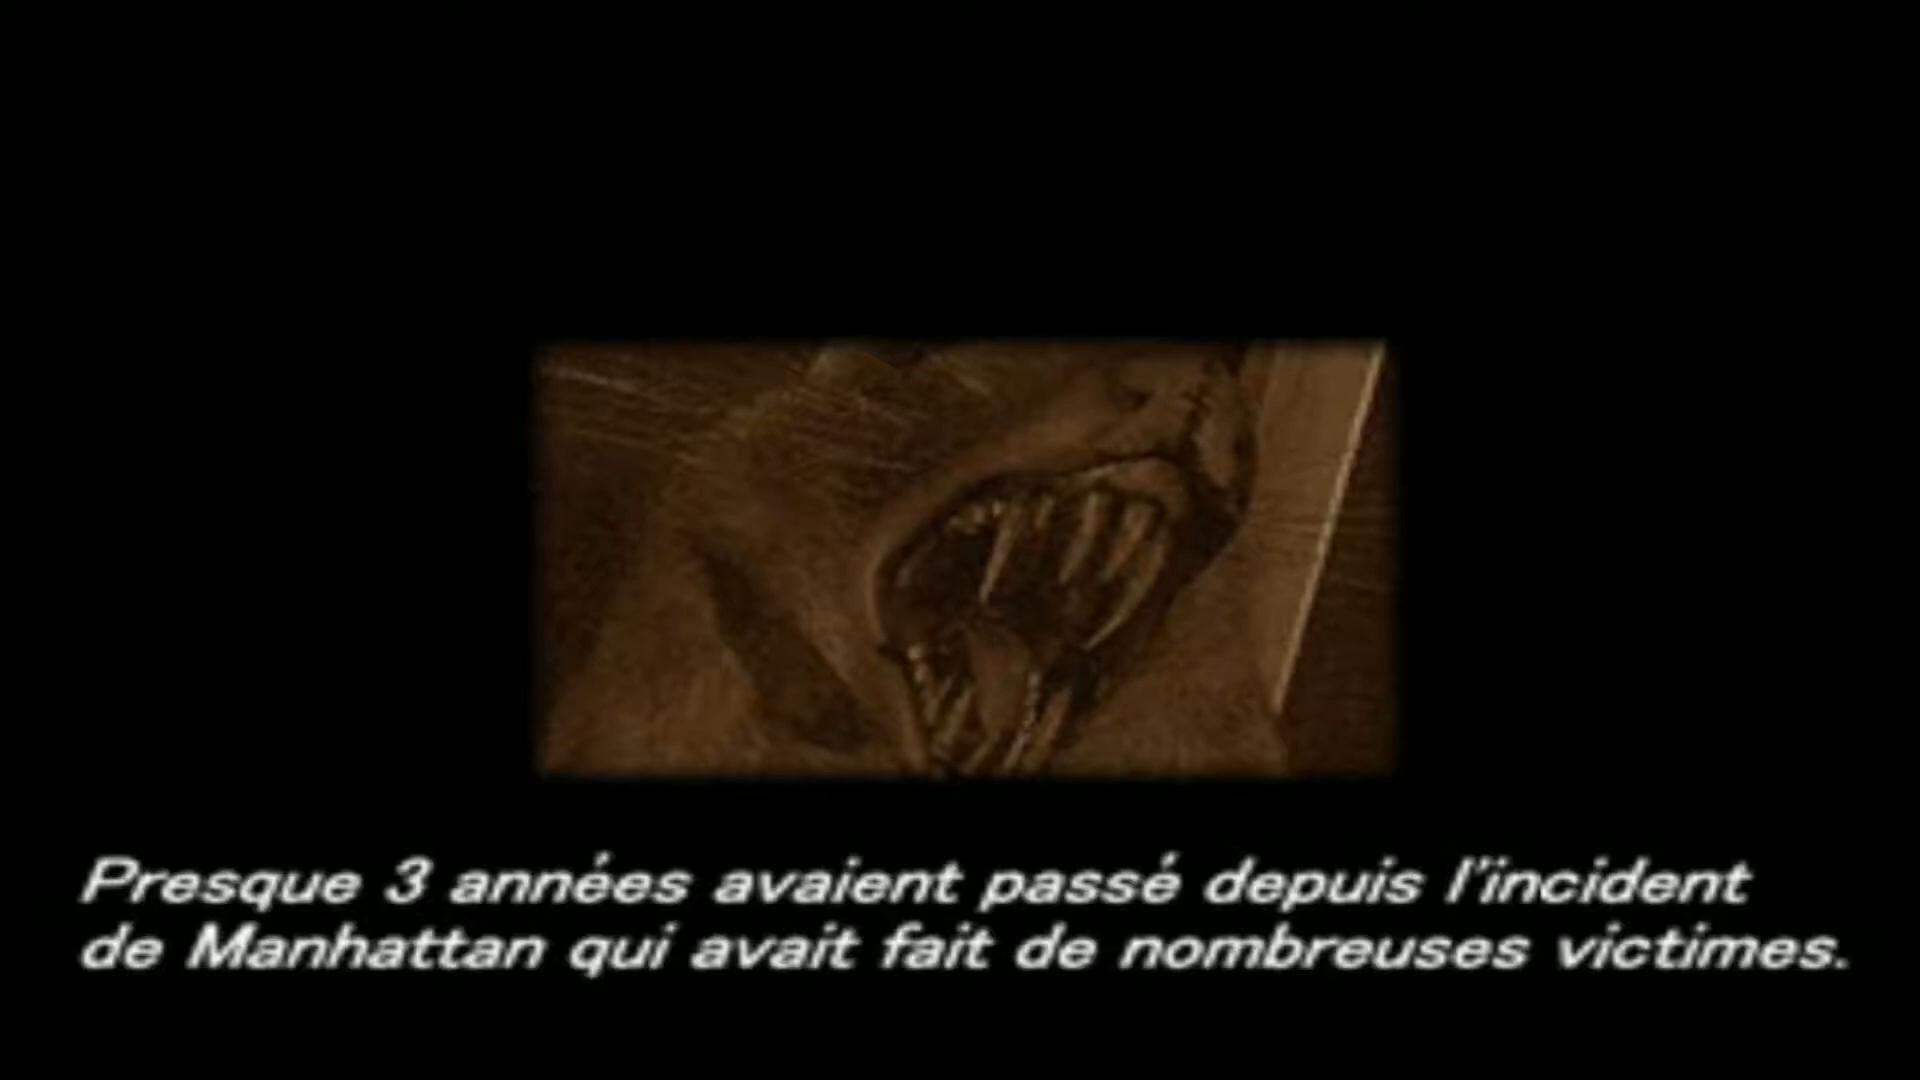 Presque 3 années avaient passé depuis l'incident
de Manhattan qui avait fait de nombreuses victimes.